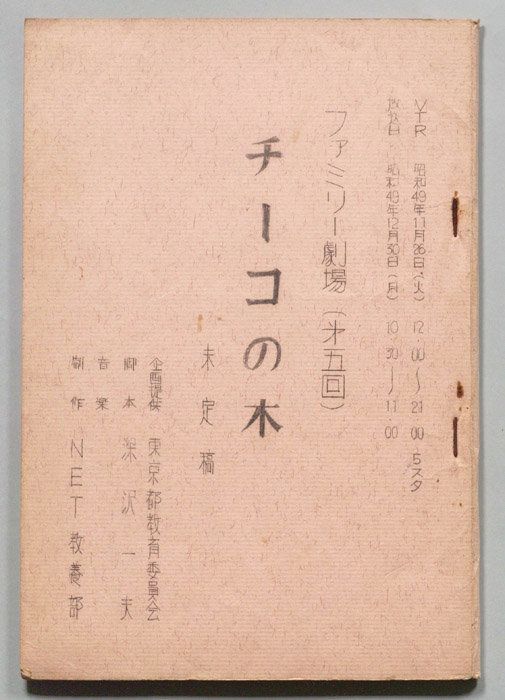 VTR 昭和49年11月26日(火) 12.00〜21 00 5スタ
放送日 昭和49年12月30日(月) 10 30〜11 00
ファミリー劇場(才五回)
チーコの木
未定稿
企画提供 東京都教育委員会
脚本 深沢一夫
音楽
制作 NET教養部